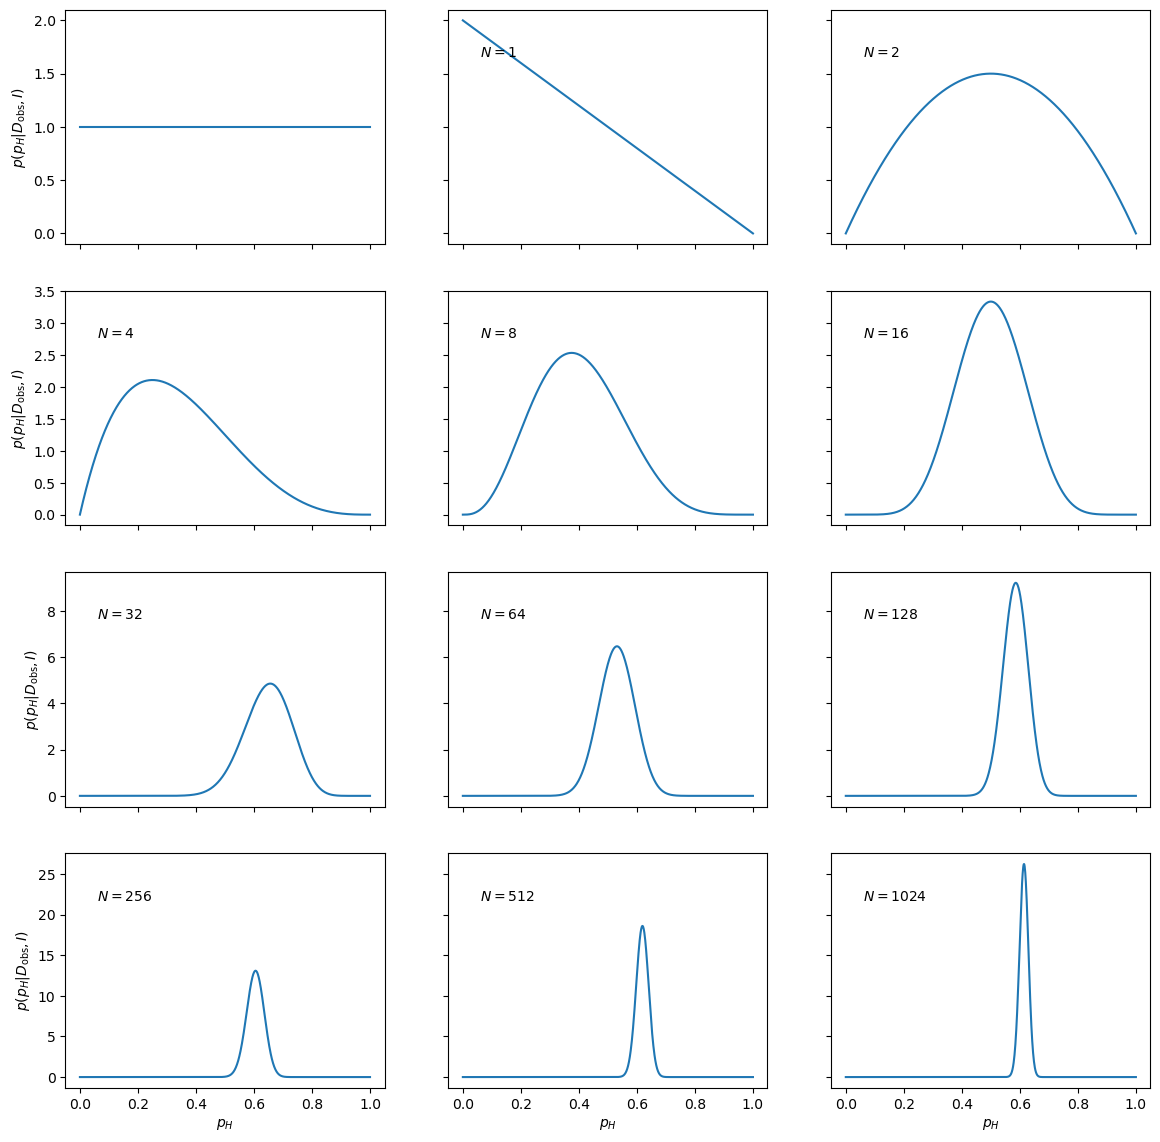 2.0
1.5
1.0
0.5
0.0
p(p_H|D_obs, I)
N = 1
N = 2
3.5
3.0
2.5
2.0
1.5
1.0
0.5
0.0
p(p_H|D_obs, I)
N = 4
N = 8
N = 16
8
6
4
2
0
p(p_H|D_obs, I)
N = 32
N = 64
N = 128
25
20
15
10
5
0
p(p_H|D_obs, I)
N = 256
N = 512
N = 1024
0.0 0.2 0.4 0.6 0.8 1.0
p_H
0.0 0.2 0.4 0.6 0.8 1.0
p_H
0.0 0.2 0.4 0.6 0.8 1.0
p_H